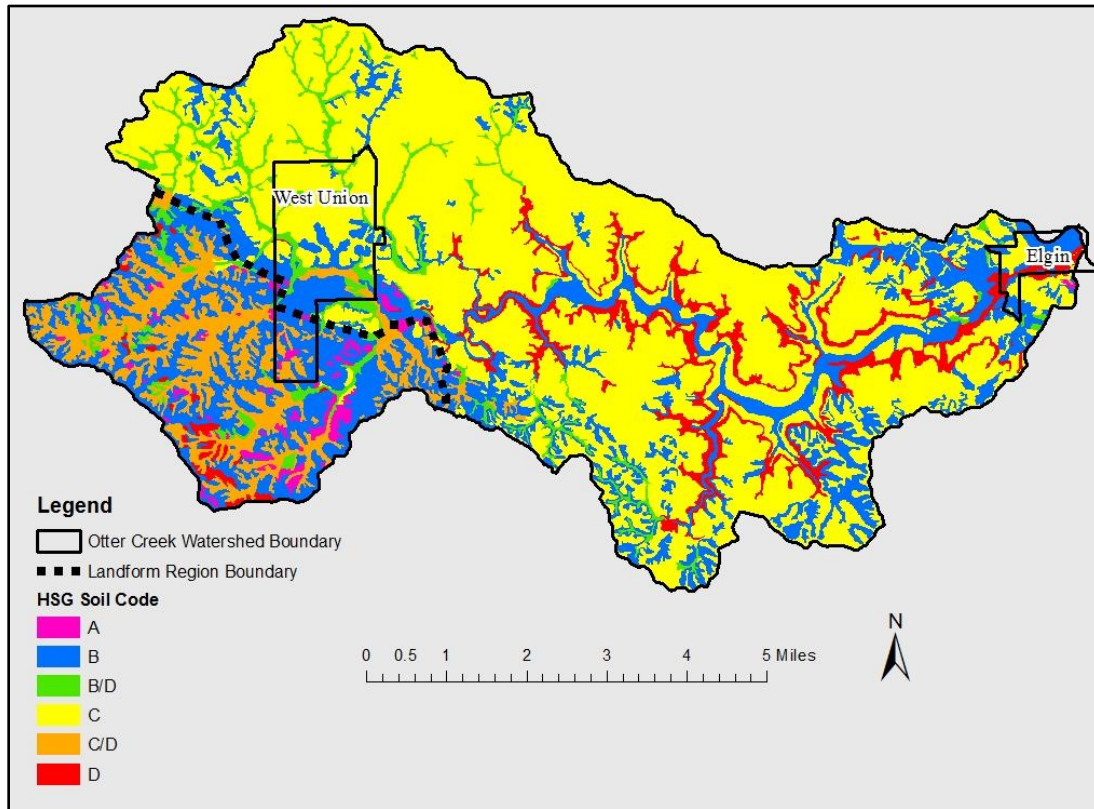 West Union
Elgin
Legend
Otter Creek Watershed Boundary
Landform Region Boundary
HSG Soil Code
A
B
B/D
C
C/D
D
0 0.5 1 2 3 4 5 Miles
N